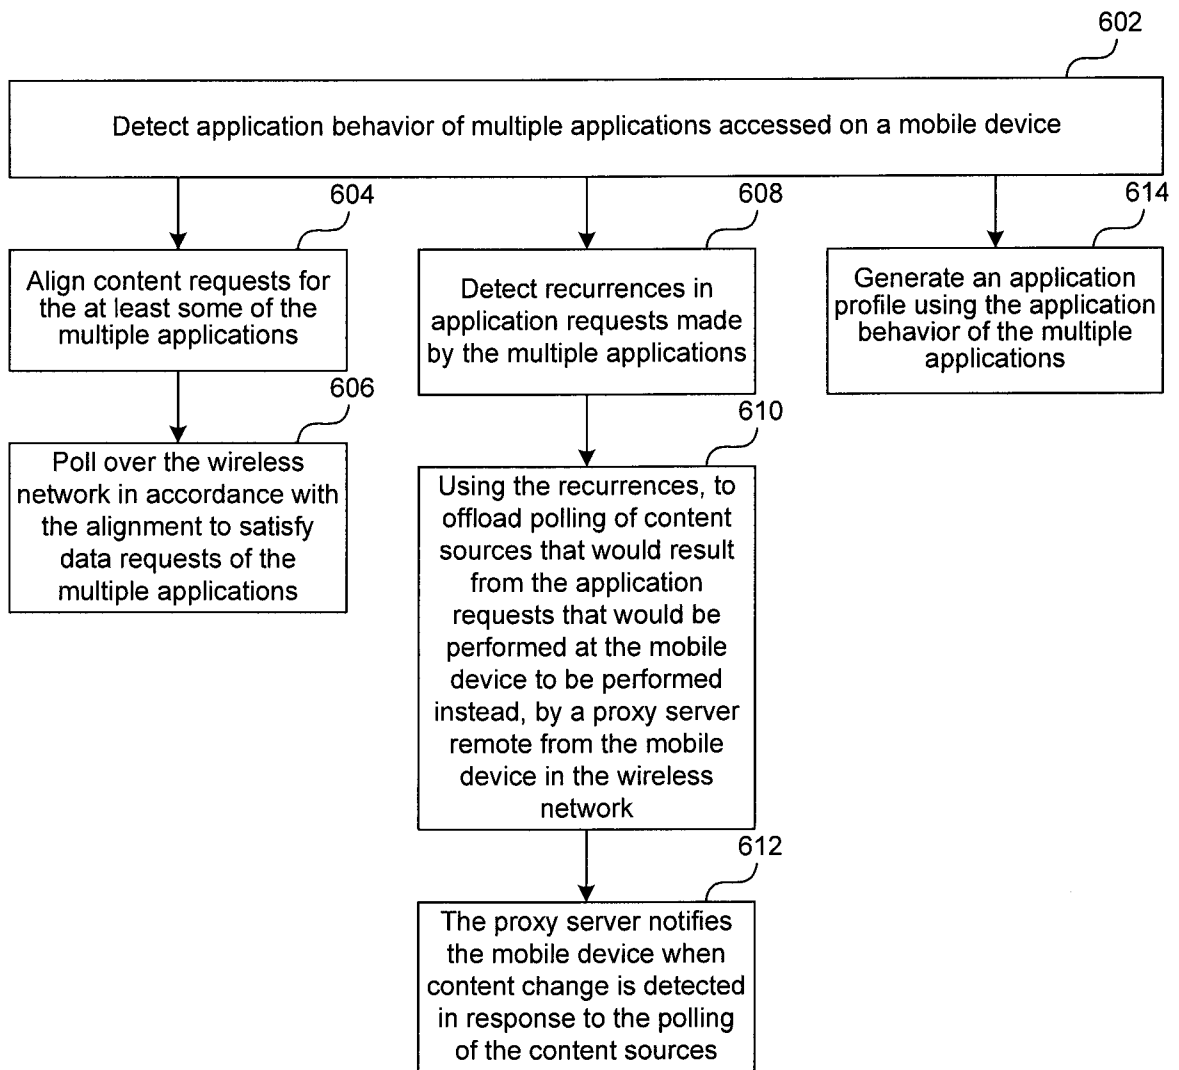 602
Detect application behavior of multiple applications accessed on a mobile device
604
Align content requests for
the at least some of the
multiple applications
606
Poll over the wireless
network in accordance with
the alignment to satisfy
data requests of the
multiple applications
608
Detect recurrences in
application requests made
by the multiple applications
610
Using the recurrences, to
offload polling of content
sources that would result
from the application
requests that would be
performed at the mobile
device to be performed
instead, by a proxy server
remote from the mobile
device in the wireless
network
612
The proxy server notifies
the mobile device when
content change is detected
in response to the polling
of the content sources
614
Generate an application
profile using the application
behavior of the multiple
applications